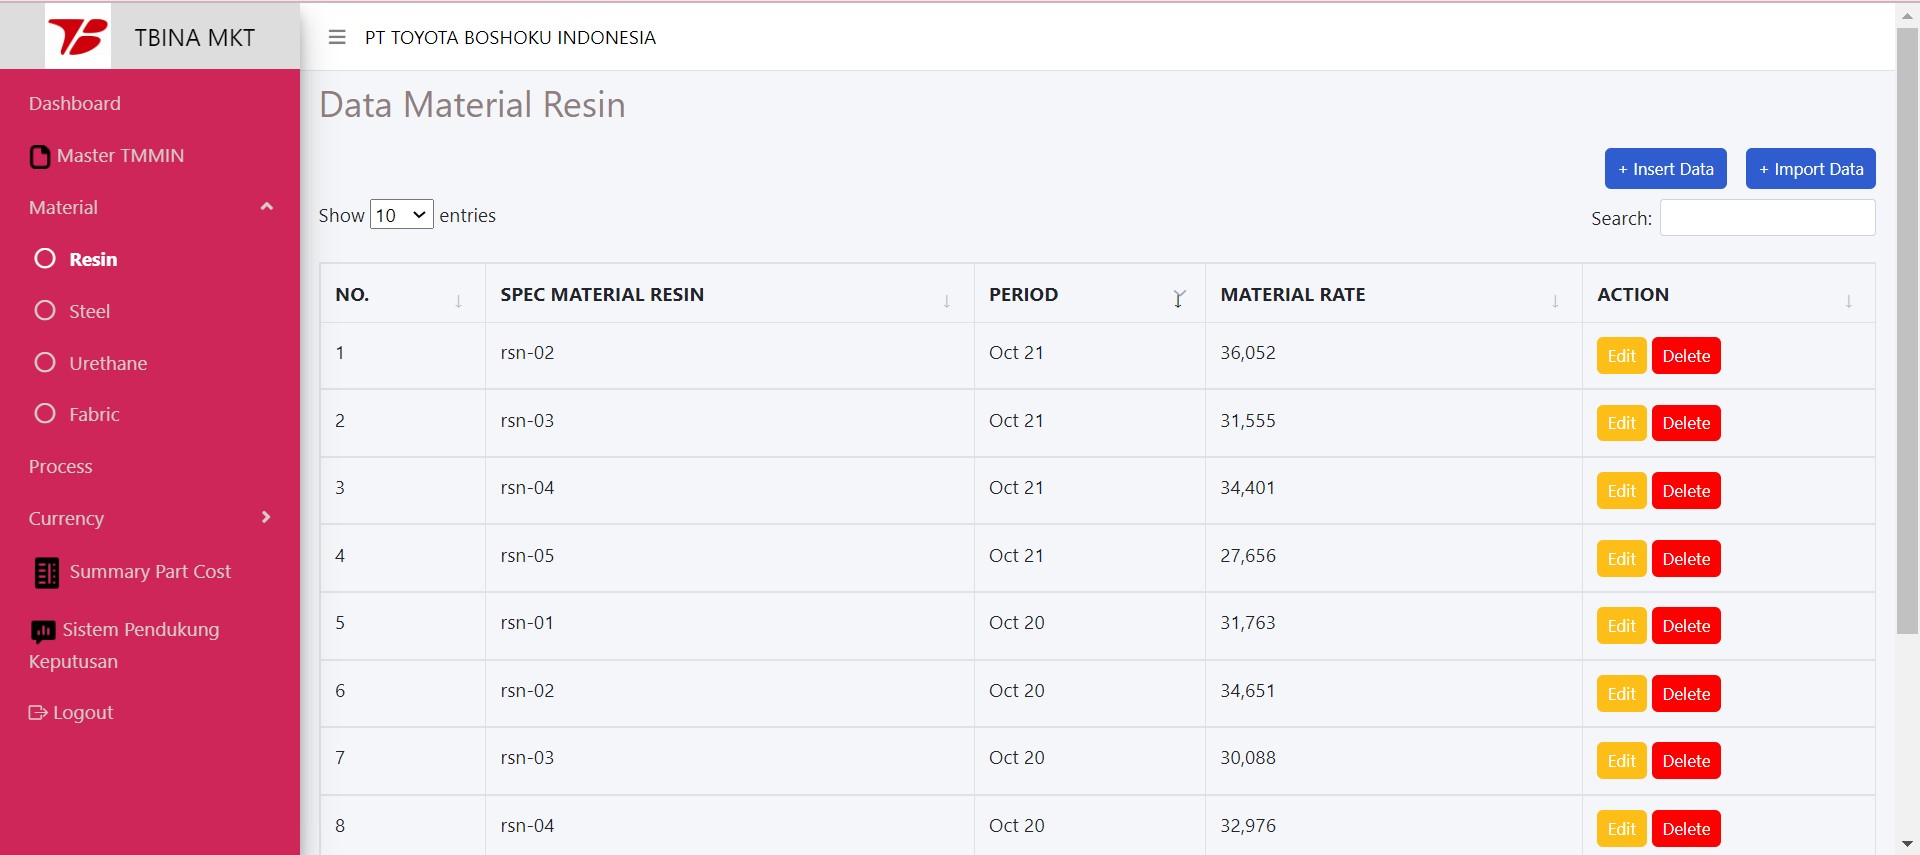 TBINA MKT
PT TOYOTA BOSHOKU INDONESIA
Dashboard
Master TMMIN
Material
Resin
Steel
Urethane
Fabric
Process
Currency
Summary Part Cost
Sistem Pendukung
Keputusan
Logout
Data Material Resin
+ Insert Data + Import Data
Show 10 entries Search:
NO. SPEC MATERIAL RESIN PERIOD MATERIAL RATE ACTION
1 rsn-02 Oct 21 36,052 Edit Delete
2 rsn-03 Oct 21 31,555 Edit Delete
3 rsn-04 Oct 21 34,401 Edit Delete
4 rsn-05 Oct 21 27,656 Edit Delete
5 rsn-01 Oct 20 31,763 Edit Delete
6 rsn-02 Oct 20 34,651 Edit Delete
7 rsn-03 Oct 20 30,088 Edit Delete
8 rsn-04 Oct 20 32,976 Edit Delete